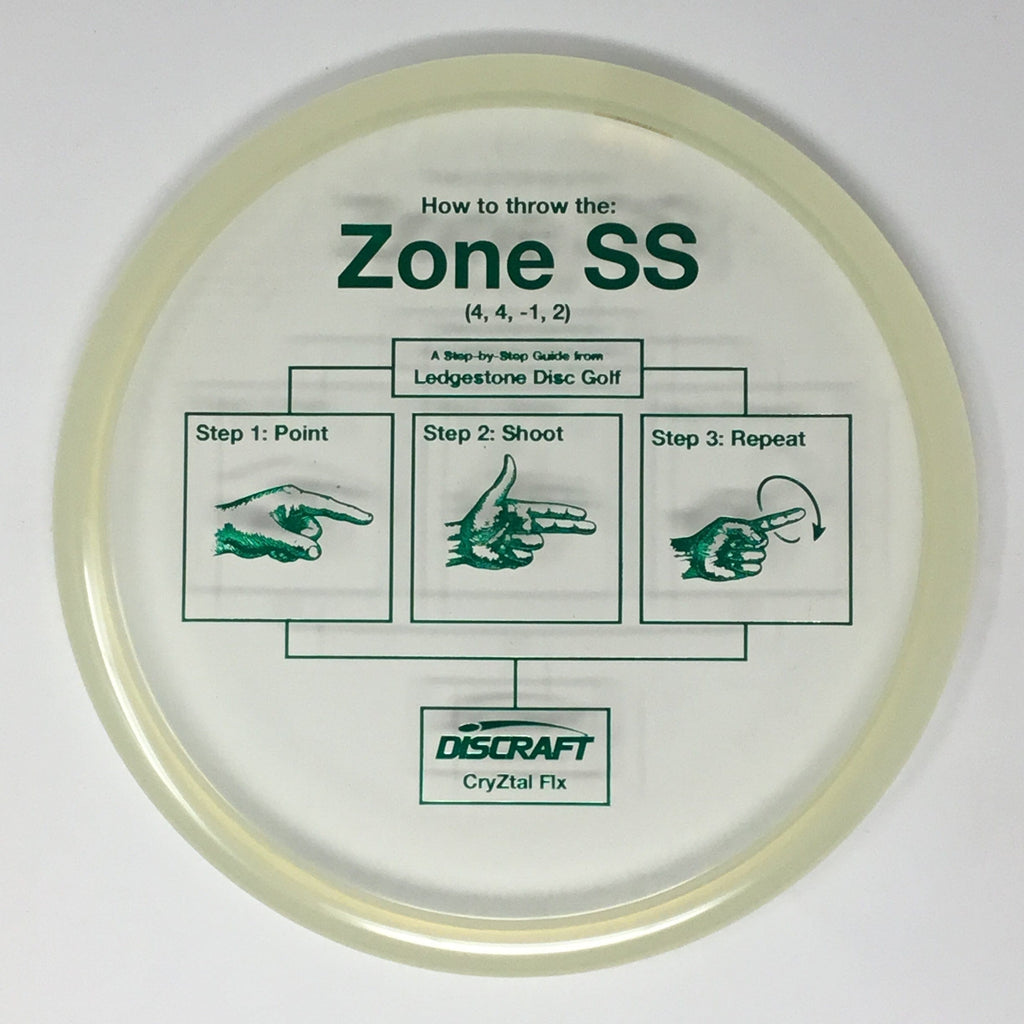 How to throw the:
Zone SS
(4, 4, -1, 2)
A Step-by-Step Guide from
Ledgestone Disc Golf
Step 1: Point
Step 2: Shoot
Step 3: Repeat
DISCRAFT
CryZtal Flx